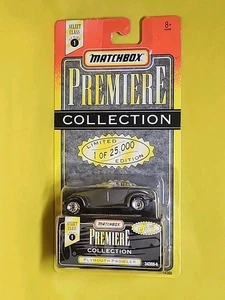 SELECT CLASS
1
8+
MATCHBOX
PREMIERE
COLLECTION
LIMITED
1 OF 25,000
EDITION
MATCHBOX
PREMIERE
COLLECTION
PLYMOUTH PROWLER